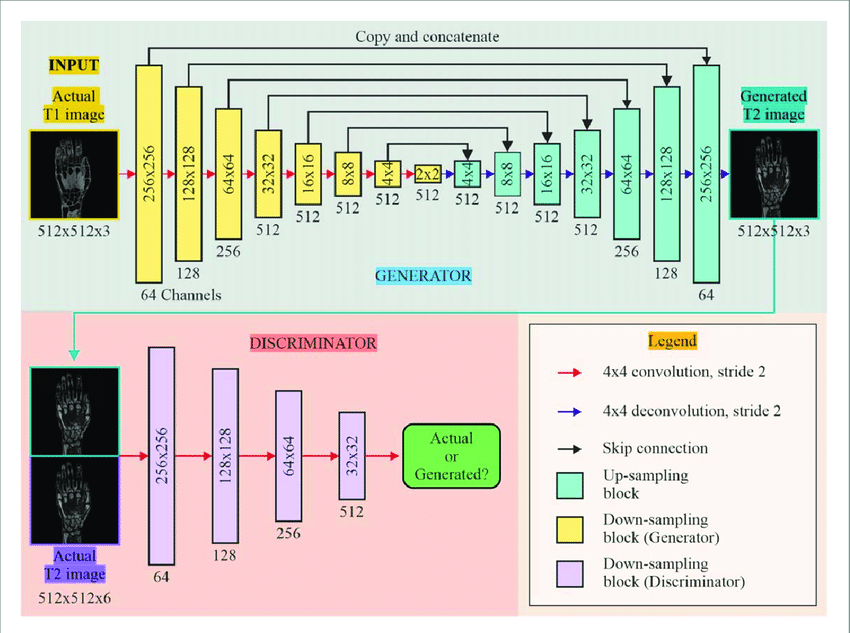 Copy and concatenate
INPUT
Actual
T1 image
512x512x3
256x256
64 Channels
128x128
128
64x64
256
32x32
512
16x16
512
8x8
512
4x4
512
2x2
512
4x4
512
8x8
512
16x16
512
32x32
512
64x64
256
128x128
128
256x256
64
Generated
T2 image
512x512x3
GENERATOR
DISCRIMINATOR
Actual
T2 image
512x512x6
256x256
64
128x128
128
64x64
256
32x32
512
Actual
or
Generated?
Legend
4x4 convolution, stride 2
4x4 deconvolution, stride 2
Skip connection
Up-sampling
block
Down-sampling
block (Generator)
Down-sampling
block (Discriminator)